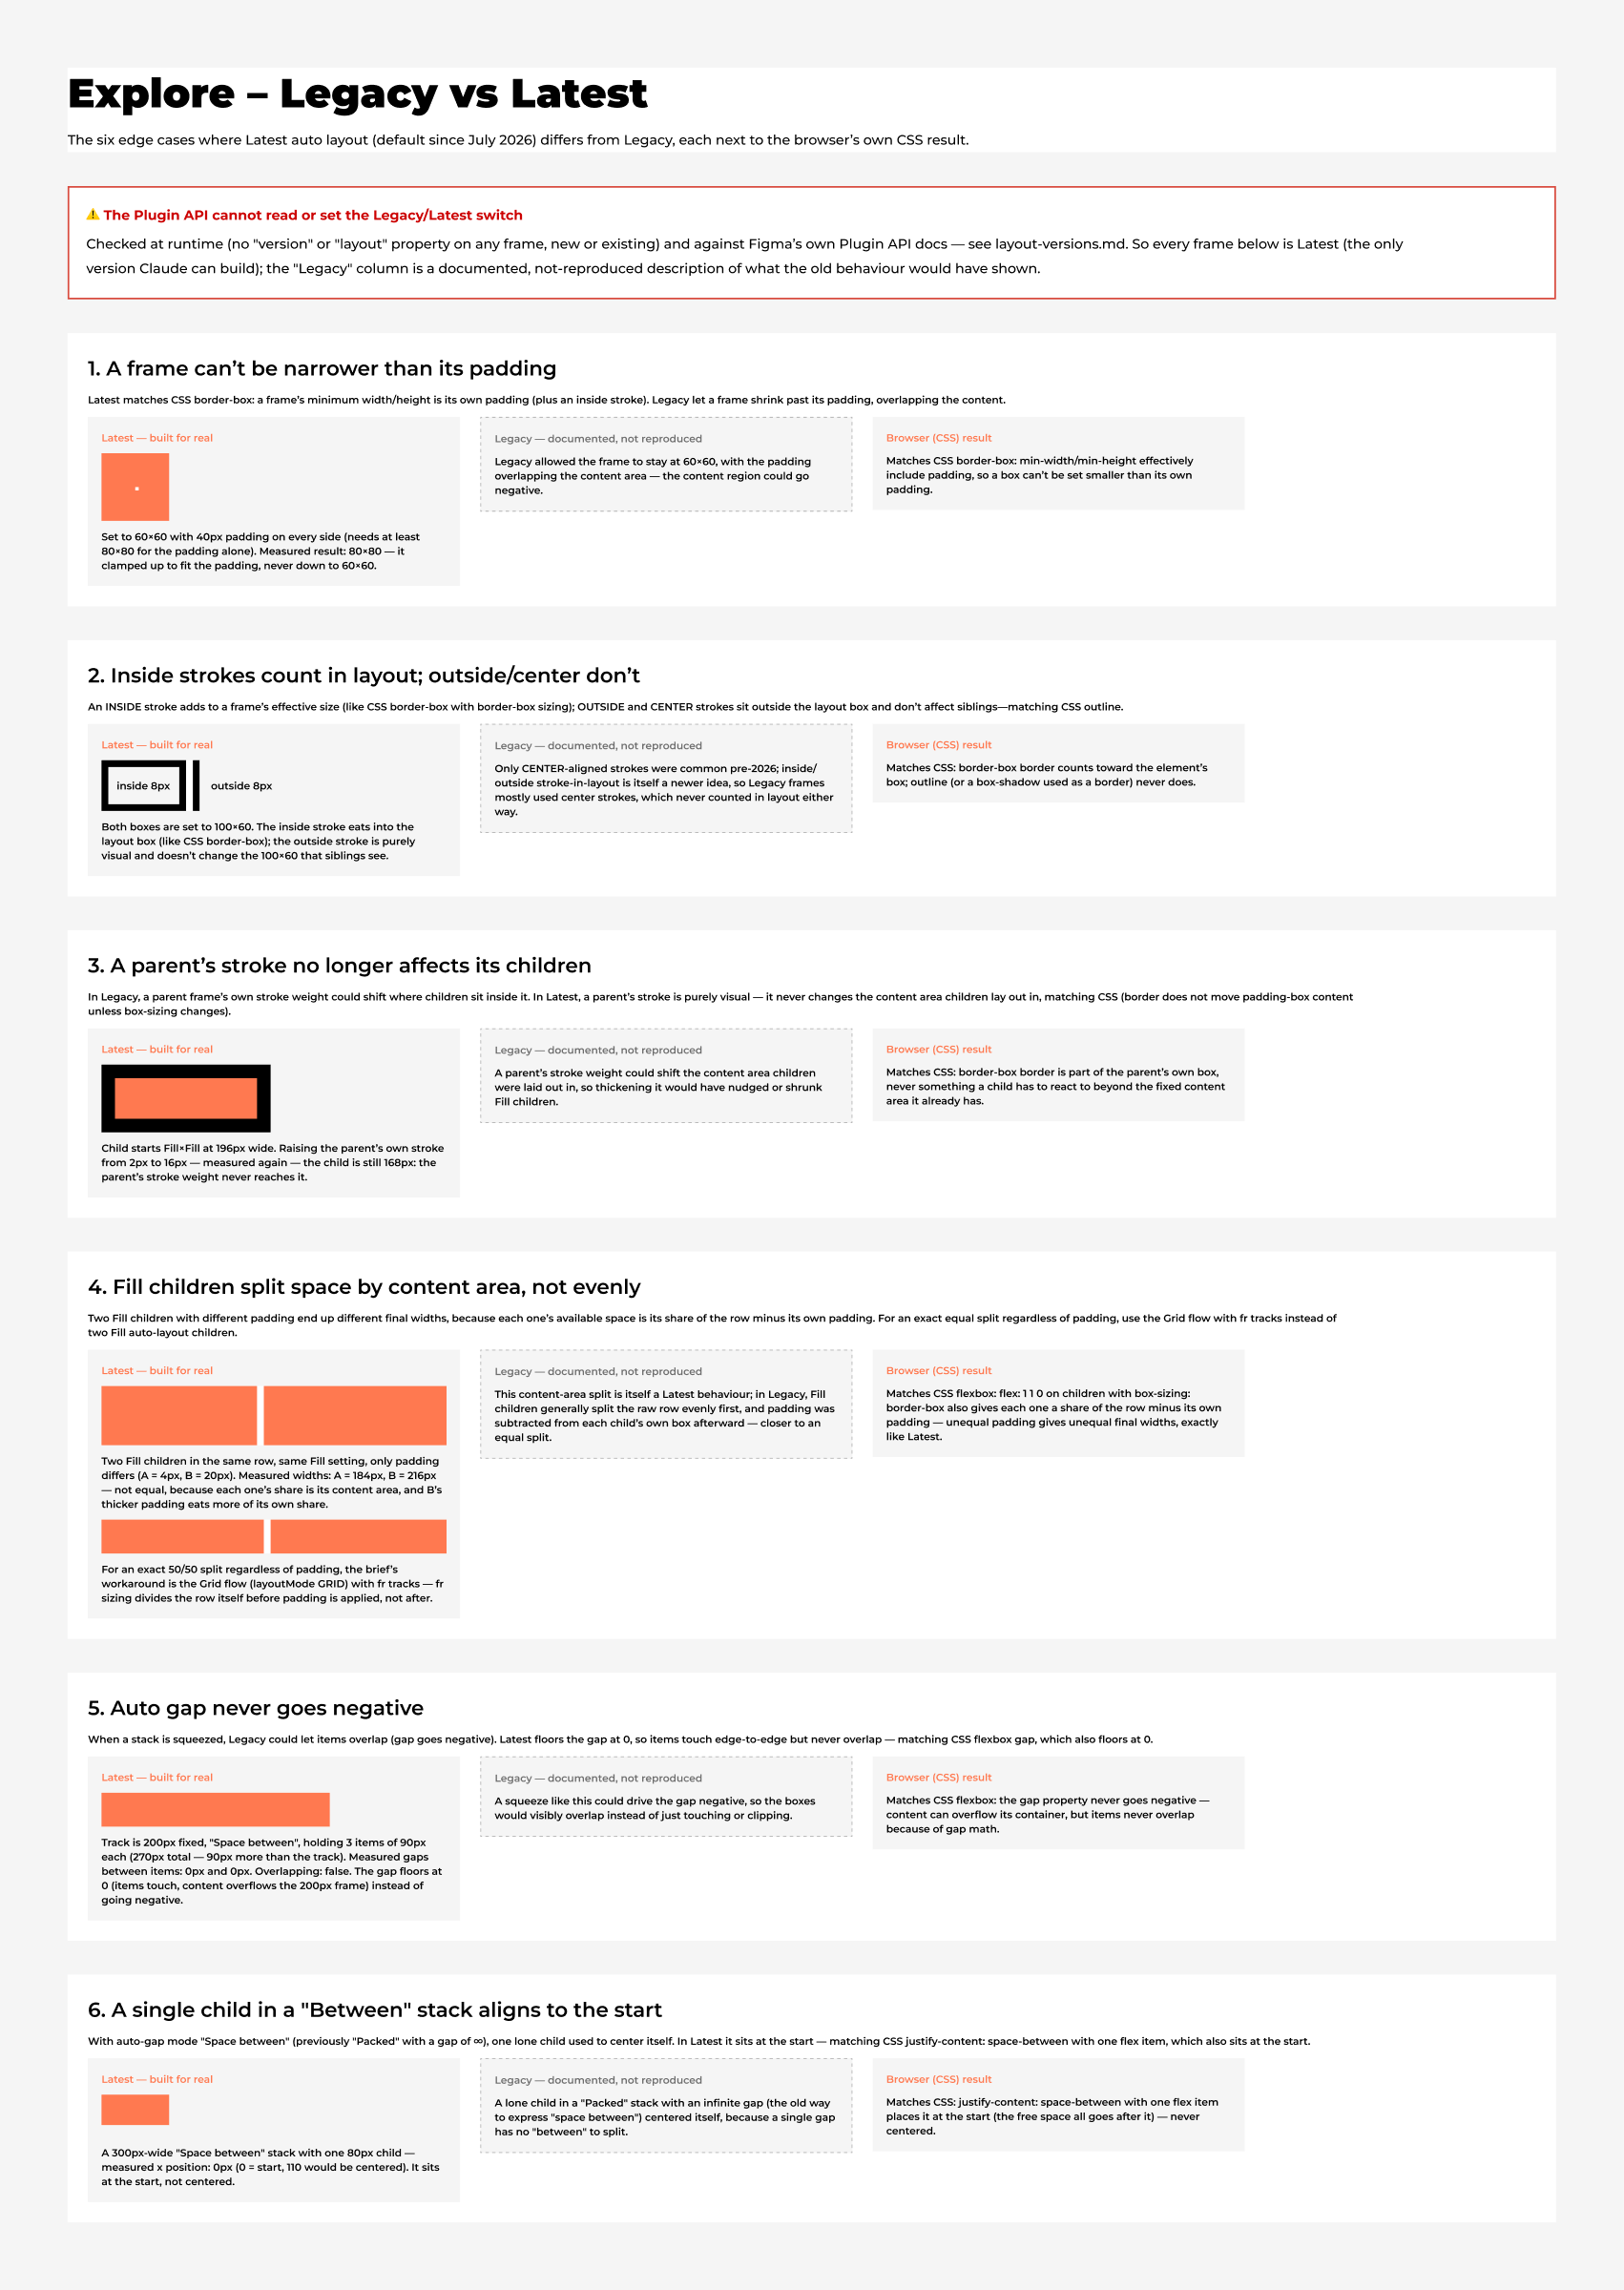 Explore – Legacy vs Latest
The six edge cases where Latest auto layout (default since July 2026) differs from Legacy, each next to the browser’s own CSS result.
⚠️ The Plugin API cannot read or set the Legacy/Latest switch
Checked at runtime (no "version" or "layout" property on any frame, new or existing) and against Figma’s own Plugin API docs — see layout-versions.md. So every frame below is Latest (the only
version Claude can build); the "Legacy" column is a documented, not-reproduced description of what the old behaviour would have shown.
1. A frame can’t be narrower than its padding
Latest matches CSS border-box: a frame’s minimum width/height is its own padding (plus an inside stroke). Legacy let a frame shrink past its padding, overlapping the content.
Latest — built for real
Set to 60×60 with 40px padding on every side (needs at least
80×80 for the padding alone). Measured result: 80×80 — it
clamped up to fit the padding, never down to 60×60.
Legacy — documented, not reproduced
Legacy allowed the frame to stay at 60×60, with the padding
overlapping the content area — the content region could go
negative.
Browser (CSS) result
Matches CSS border-box: min-width/min-height effectively
include padding, so a box can’t be set smaller than its own
padding.
2. Inside strokes count in layout; outside/center don’t
An INSIDE stroke adds to a frame’s effective size (like CSS border-box with border-box sizing); OUTSIDE and CENTER strokes sit outside the layout box and don’t affect siblings—matching CSS outline.
Latest — built for real
inside 8px
outside 8px
Both boxes are set to 100×60. The inside stroke eats into the
layout box (like CSS border-box); the outside stroke is purely
visual and doesn’t change the 100×60 that siblings see.
Legacy — documented, not reproduced
Only CENTER-aligned strokes were common pre-2026; inside/
outside stroke-in-layout is itself a newer idea, so Legacy frames
mostly used center strokes, which never counted in layout either
way.
Browser (CSS) result
Matches CSS: border-box border counts toward the element’s
box; outline (or a box-shadow used as a border) never does.
3. A parent’s stroke no longer affects its children
In Legacy, a parent frame’s own stroke weight could shift where children sit inside it. In Latest, a parent’s stroke is purely visual — it never changes the content area children lay out in, matching CSS (border does not move padding-box content
unless box-sizing changes).
Latest — built for real
Child starts Fill×Fill at 196px wide. Raising the parent’s own stroke
from 2px to 16px — measured again — the child is still 168px: the
parent’s stroke weight never reaches it.
Legacy — documented, not reproduced
A parent’s stroke weight could shift the content area children
were laid out in, so thickening it would have nudged or shrunk
Fill children.
Browser (CSS) result
Matches CSS: border-box border is part of the parent’s own box,
never something a child has to react to beyond the fixed content
area it already has.
4. Fill children split space by content area, not evenly
Two Fill children with different padding end up different final widths, because each one’s available space is its share of the row minus its own padding. For an exact equal split regardless of padding, use the Grid flow with fr tracks instead of
two Fill auto-layout children.
Latest — built for real
Two Fill children in the same row, same Fill setting, only padding
differs (A = 4px, B = 20px). Measured widths: A = 184px, B = 216px
— not equal, because each one’s share is its content area, and B’s
thicker padding eats more of its own share.
For an exact 50/50 split regardless of padding, the brief’s
workaround is the Grid flow (layoutMode GRID) with fr tracks — fr
sizing divides the row itself before padding is applied, not after.
Legacy — documented, not reproduced
This content-area split is itself a Latest behaviour; in Legacy, Fill
children generally split the raw row evenly first, and padding was
subtracted from each child’s own box afterward — closer to an
equal split.
Browser (CSS) result
Matches CSS flexbox: flex: 1 1 0 on children with box-sizing:
border-box also gives each one a share of the row minus its own
padding — unequal padding gives unequal final widths, exactly
like Latest.
5. Auto gap never goes negative
When a stack is squeezed, Legacy could let items overlap (gap goes negative). Latest floors the gap at 0, so items touch edge-to-edge but never overlap — matching CSS flexbox gap, which also floors at 0.
Latest — built for real
Track is 200px fixed, "Space between", holding 3 items of 90px
each (270px total — 90px more than the track). Measured gaps
between items: 0px and 0px. Overlapping: false. The gap floors at
0 (items touch, content overflows the 200px frame) instead of
going negative.
Legacy — documented, not reproduced
A squeeze like this could drive the gap negative, so the boxes
would visibly overlap instead of just touching or clipping.
Browser (CSS) result
Matches CSS flexbox: the gap property never goes negative —
content can overflow its container, but items never overlap
because of gap math.
6. A single child in a "Between" stack aligns to the start
With auto-gap mode "Space between" (previously "Packed" with a gap of ∞), one lone child used to center itself. In Latest it sits at the start — matching CSS justify-content: space-between with one flex item, which also sits at the start.
Latest — built for real
A 300px-wide "Space between" stack with one 80px child —
measured x position: 0px (0 = start, 110 would be centered). It sits
at the start, not centered.
Legacy — documented, not reproduced
A lone child in a "Packed" stack with an infinite gap (the old way
to express "space between") centered itself, because a single gap
has no "between" to split.
Browser (CSS) result
Matches CSS: justify-content: space-between with one flex item
places it at the start (the free space all goes after it) — never
centered.